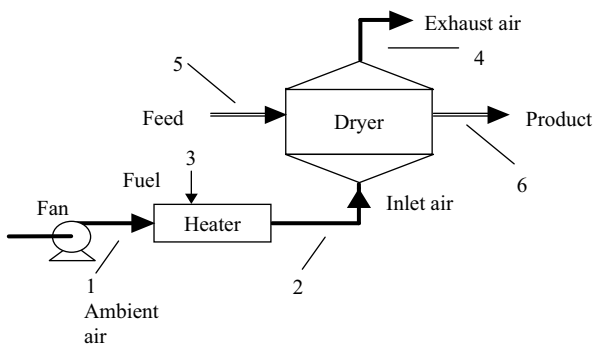 Exhaust air
4
5
Feed
Dryer
Product
6
3
Fuel
Fan
Heater
Inlet air
1
2
Ambient
air